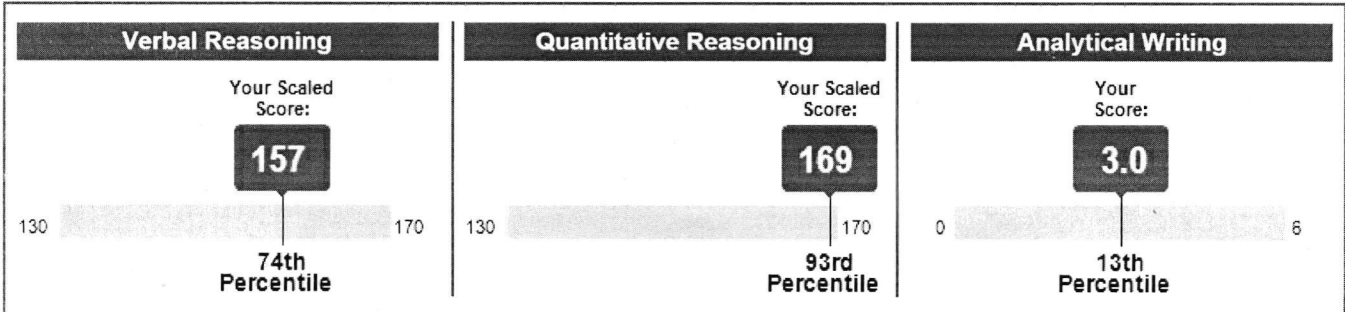 Verbal Reasoning
Your Scaled
Score:
157
130
170
74th
Percentile
Quantitative Reasoning
Your Scaled
Score:
169
130
170
93rd
Percentile
Analytical Writing
Your
Score:
3.0
0
6
13th
Percentile